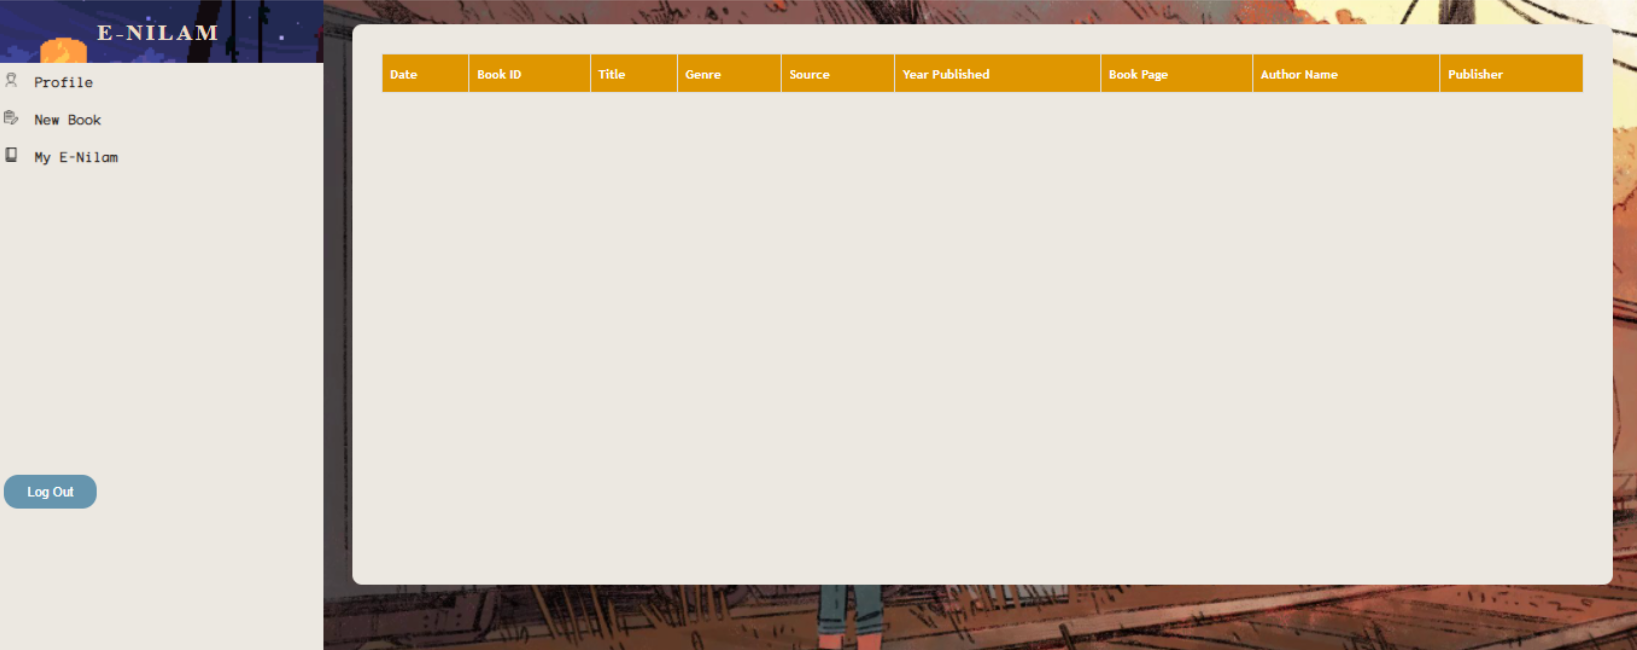 E-NILAM
Profile
New Book
My E-Nilam
Log Out
Date Book ID Title Genre Source Year Published Book Page Author Name Publisher